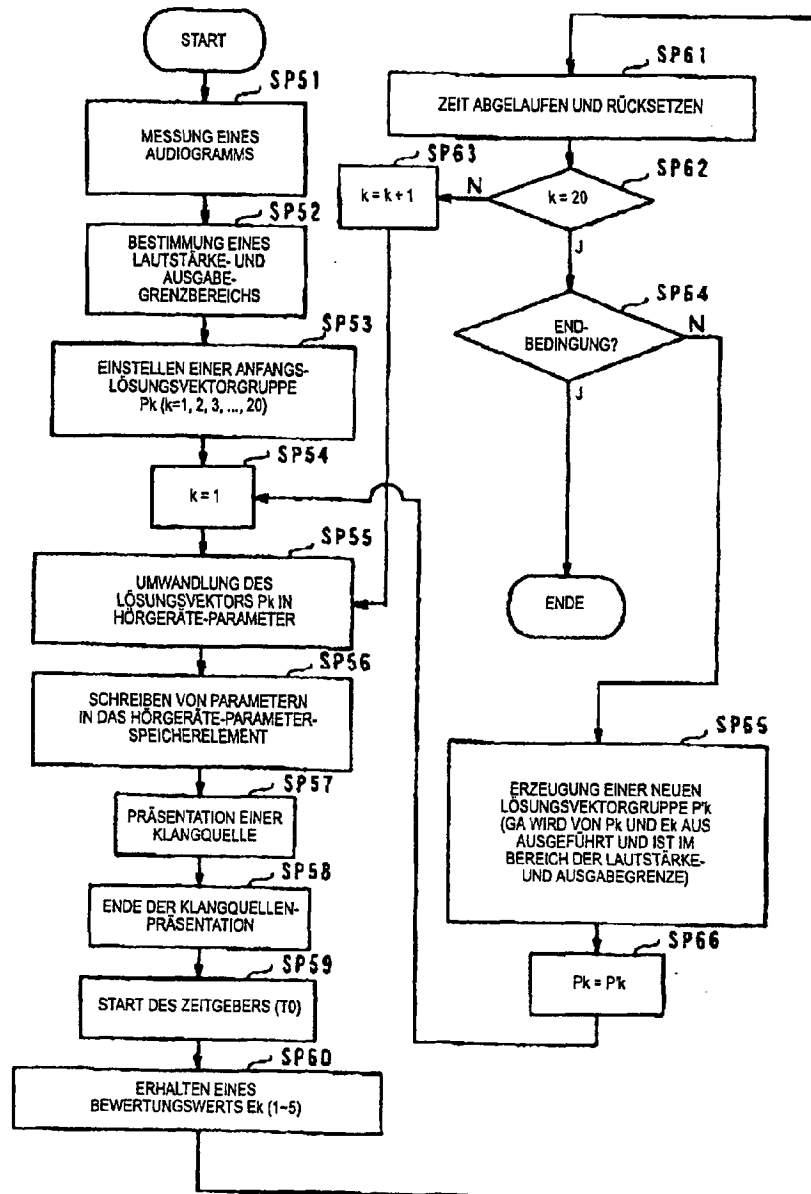 START
SP51
MESSUNG EINES
AUDIOGRAMMS
SP52
BESTIMMUNG EINES
LAUTSTÄRKE- UND
AUSGABE-
GRENZBEREICHS
SP53
EINSTELLEN EINER ANFANGS-
LÖSUNGSVEKTORGRUPPE
Pk (k=1, 2, 3, ..., 20)
SP54
k = 1
SP55
UMWANDLUNG DES
LÖSUNGSVEKTORS Pk IN
HÖRGERÄTE-PARAMETER
SP56
SCHREIBEN VON PARAMETERN
IN DAS HÖRGERÄTE-PARAMETER-
SPEICHERELEMENT
SP57
PRÄSENTATION EINER
KLANGQUELLE
SP58
ENDE DER KLANGQUELLEN-
PRÄSENTATION
SP59
START DES ZEITGEBERS (T0)
SP60
ERHALTEN EINES
BEWERTUNGSWERTS Ek (1~5)
SP61
ZEIT ABGELAUFEN UND RÜCKSETZEN
SP62
k = 20
N
J
SP63
k = k + 1
SP64
END-
BEDINGUNG?
N
J
ENDE
SP65
ERZEUGUNG EINER NEUEN
LÖSUNGSVEKTORGRUPPE P'k
(GA WIRD VON Pk UND Ek AUS
AUSGEFÜHRT UND IST IM
BEREICH DER LAUTSTÄRKE-
UND AUSGABEGRENZE)
SP66
Pk = P'k